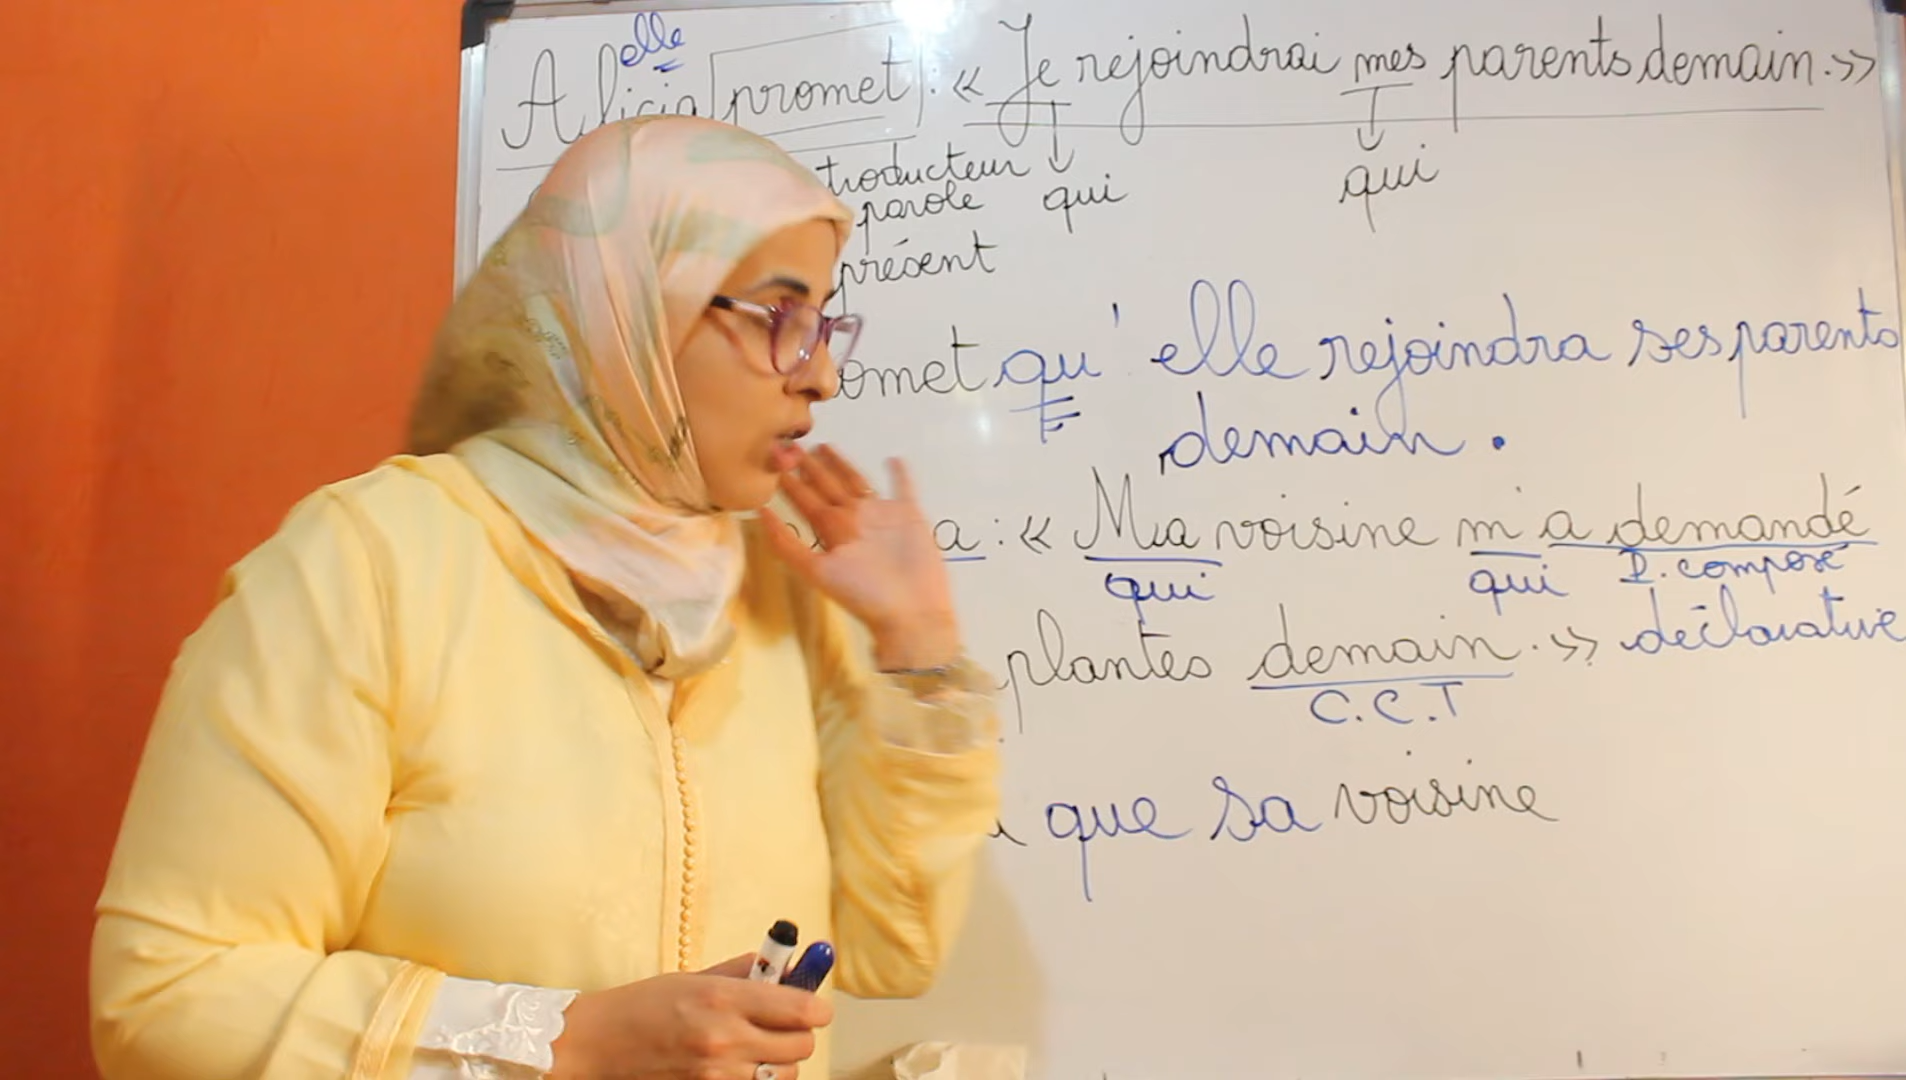 elle
Alicia promet : « Je rejoindrai mes parents demain. »
troducteur qui qui
parole
présent
omet qu' elle rejoindra ses parents
demain .
a : « Ma voisine m'a demandé
qui qui P. composé
plantes demain. » déclarative
C.C.T
que sa voisine